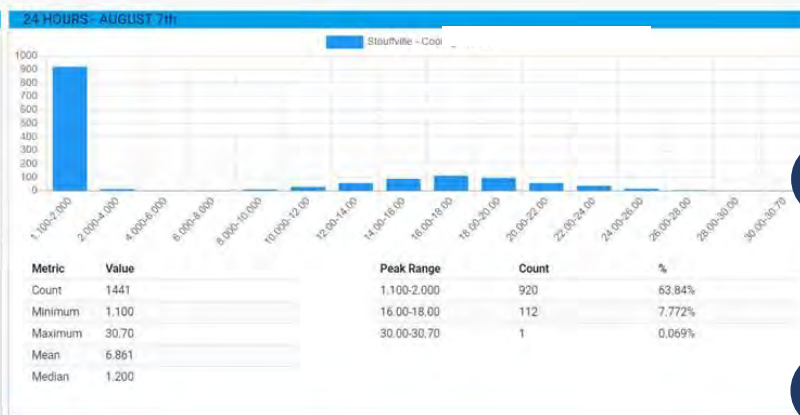 24 HOURS - AUGUST 7th
Stouffville -
1000
900
800
700
600
500
400
300
200
100
0
1.100-2.000 2.000-4.000 4.000-6.000 6.000-8.000 8.000-10.000 10.000-12.00 12.00-14.00 14.00-16.00 16.00-18.00 18.00-20.00 20.00-22.00 22.00-24.00 24.00-26.00 26.00-28.00 28.00-30.00 30.00-30.70
Metric Value Peak Range Count %
Count 1441 1.100-2.000 920 63.84%
Minimum 1.100 16.00-18.00 112 7.772%
Maximum 30.70 30.00-30.70 1 0.069%
Mean 6.861
Median 1.200